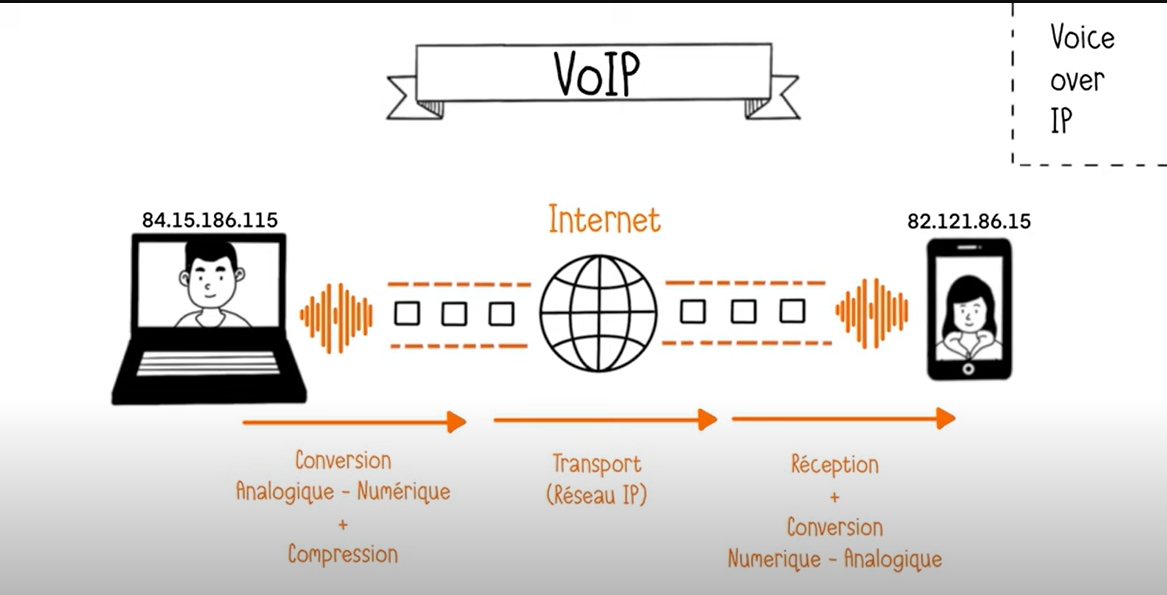 VoIP
Voice
over
IP
84.15.186.115
Internet
82.121.86.15
Conversion
Analogique - Numérique
+
Compression
Transport
(Réseau IP)
Réception
+
Conversion
Numerique - Analogique